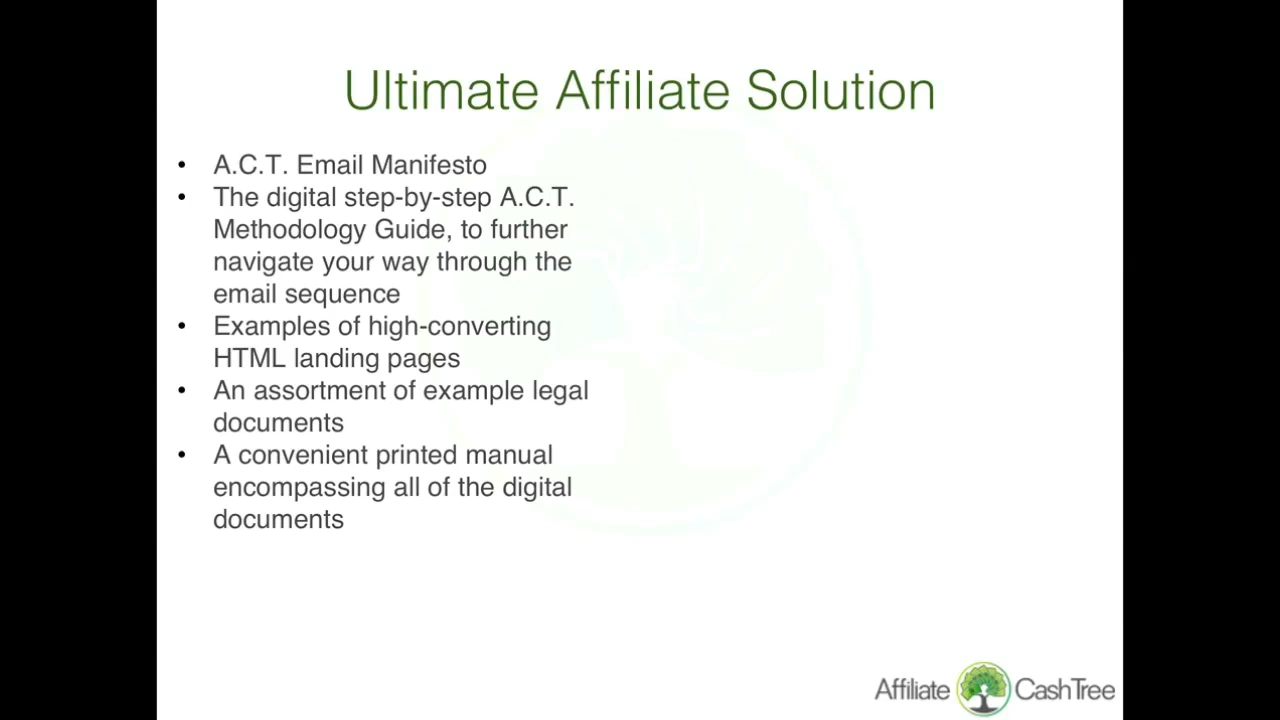 Ultimate Affiliate Solution
• A.C.T. Email Manifesto
• The digital step-by-step A.C.T.
Methodology Guide, to further
navigate your way through the
email sequence
• Examples of high-converting
HTML landing pages
• An assortment of example legal
documents
• A convenient printed manual
encompassing all of the digital
documents
Affiliate CashTree